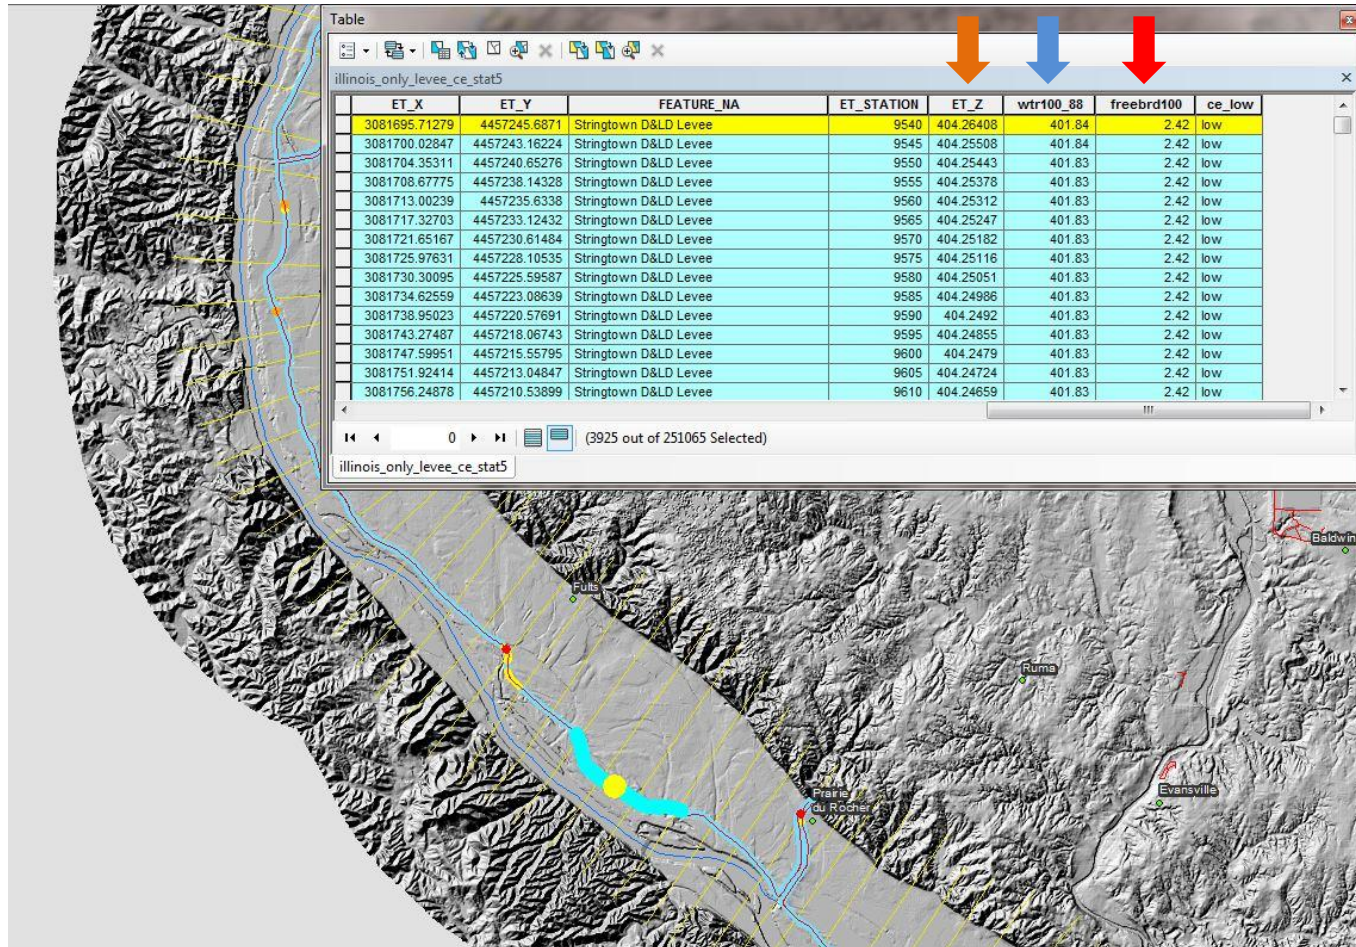 Table
illinois_only_levee_ce_stat5
ET_X ET_Y FEATURE_NA ET_STATION ET_Z wtr100_88 freebrd100 ce_low
3081695.71279 4457245.6871 Stringtown D&LD Levee 9540 404.26408 401.84 2.42 low
3081700.02847 4457243.16224 Stringtown D&LD Levee 9545 404.25508 401.84 2.42 low
3081704.35311 4457240.65276 Stringtown D&LD Levee 9550 404.25443 401.83 2.42 low
3081708.67775 4457238.14328 Stringtown D&LD Levee 9555 404.25378 401.83 2.42 low
3081713.00239 4457235.6338 Stringtown D&LD Levee 9560 404.25312 401.83 2.42 low
3081717.32703 4457233.12432 Stringtown D&LD Levee 9565 404.25247 401.83 2.42 low
3081721.65167 4457230.61484 Stringtown D&LD Levee 9570 404.25182 401.83 2.42 low
3081725.97631 4457228.10535 Stringtown D&LD Levee 9575 404.25116 401.83 2.42 low
3081730.30095 4457225.59587 Stringtown D&LD Levee 9580 404.25051 401.83 2.42 low
3081734.62559 4457223.08639 Stringtown D&LD Levee 9585 404.24986 401.83 2.42 low
3081738.95023 4457220.57691 Stringtown D&LD Levee 9590 404.2492 401.83 2.42 low
3081743.27487 4457218.06743 Stringtown D&LD Levee 9595 404.24855 401.83 2.42 low
3081747.59951 4457215.55795 Stringtown D&LD Levee 9600 404.2479 401.83 2.42 low
3081751.92414 4457213.04847 Stringtown D&LD Levee 9605 404.24724 401.83 2.42 low
3081756.24878 4457210.53899 Stringtown D&LD Levee 9610 404.24659 401.83 2.42 low
0 (3925 out of 251065 Selected)
illinois_only_levee_ce_stat5
Baldwin
Fults
Ruma
Prairie
du Rocher
Evansville